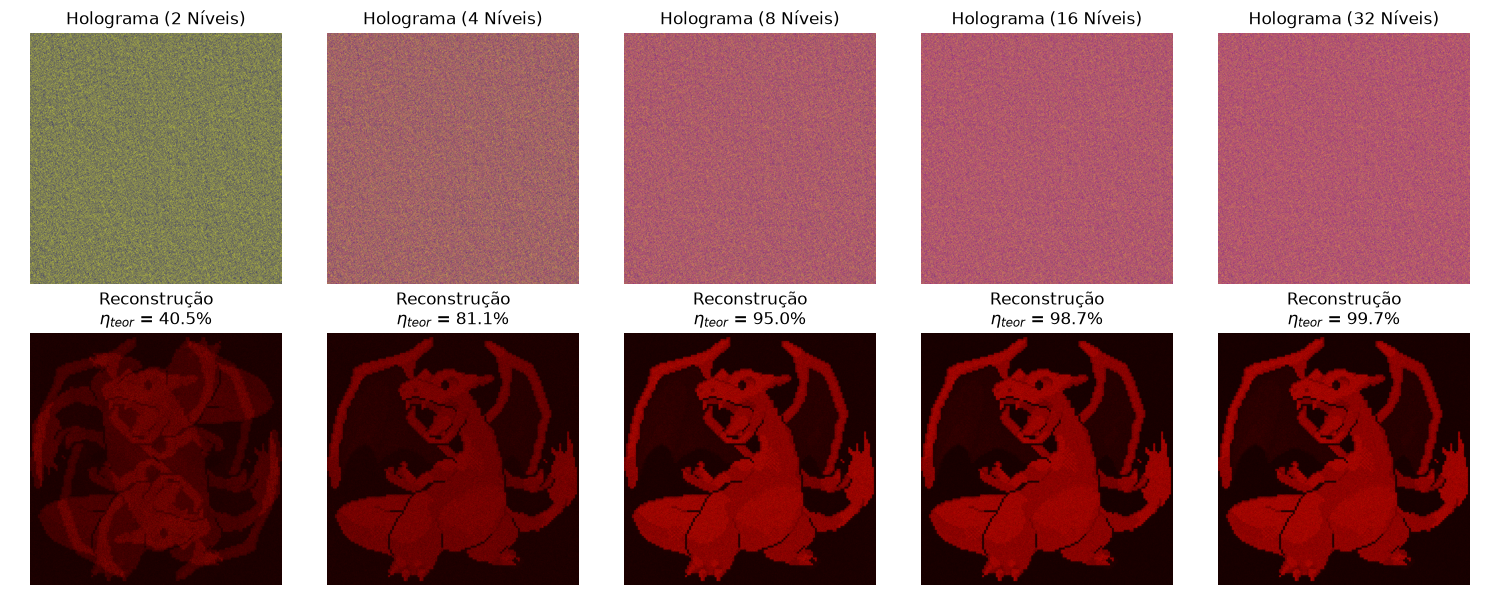 Holograma (2 Níveis)
Holograma (4 Níveis)
Holograma (8 Níveis)
Holograma (16 Níveis)
Holograma (32 Níveis)
Reconstrução
η_teor = 40.5%
Reconstrução
η_teor = 81.1%
Reconstrução
η_teor = 95.0%
Reconstrução
η_teor = 98.7%
Reconstrução
η_teor = 99.7%